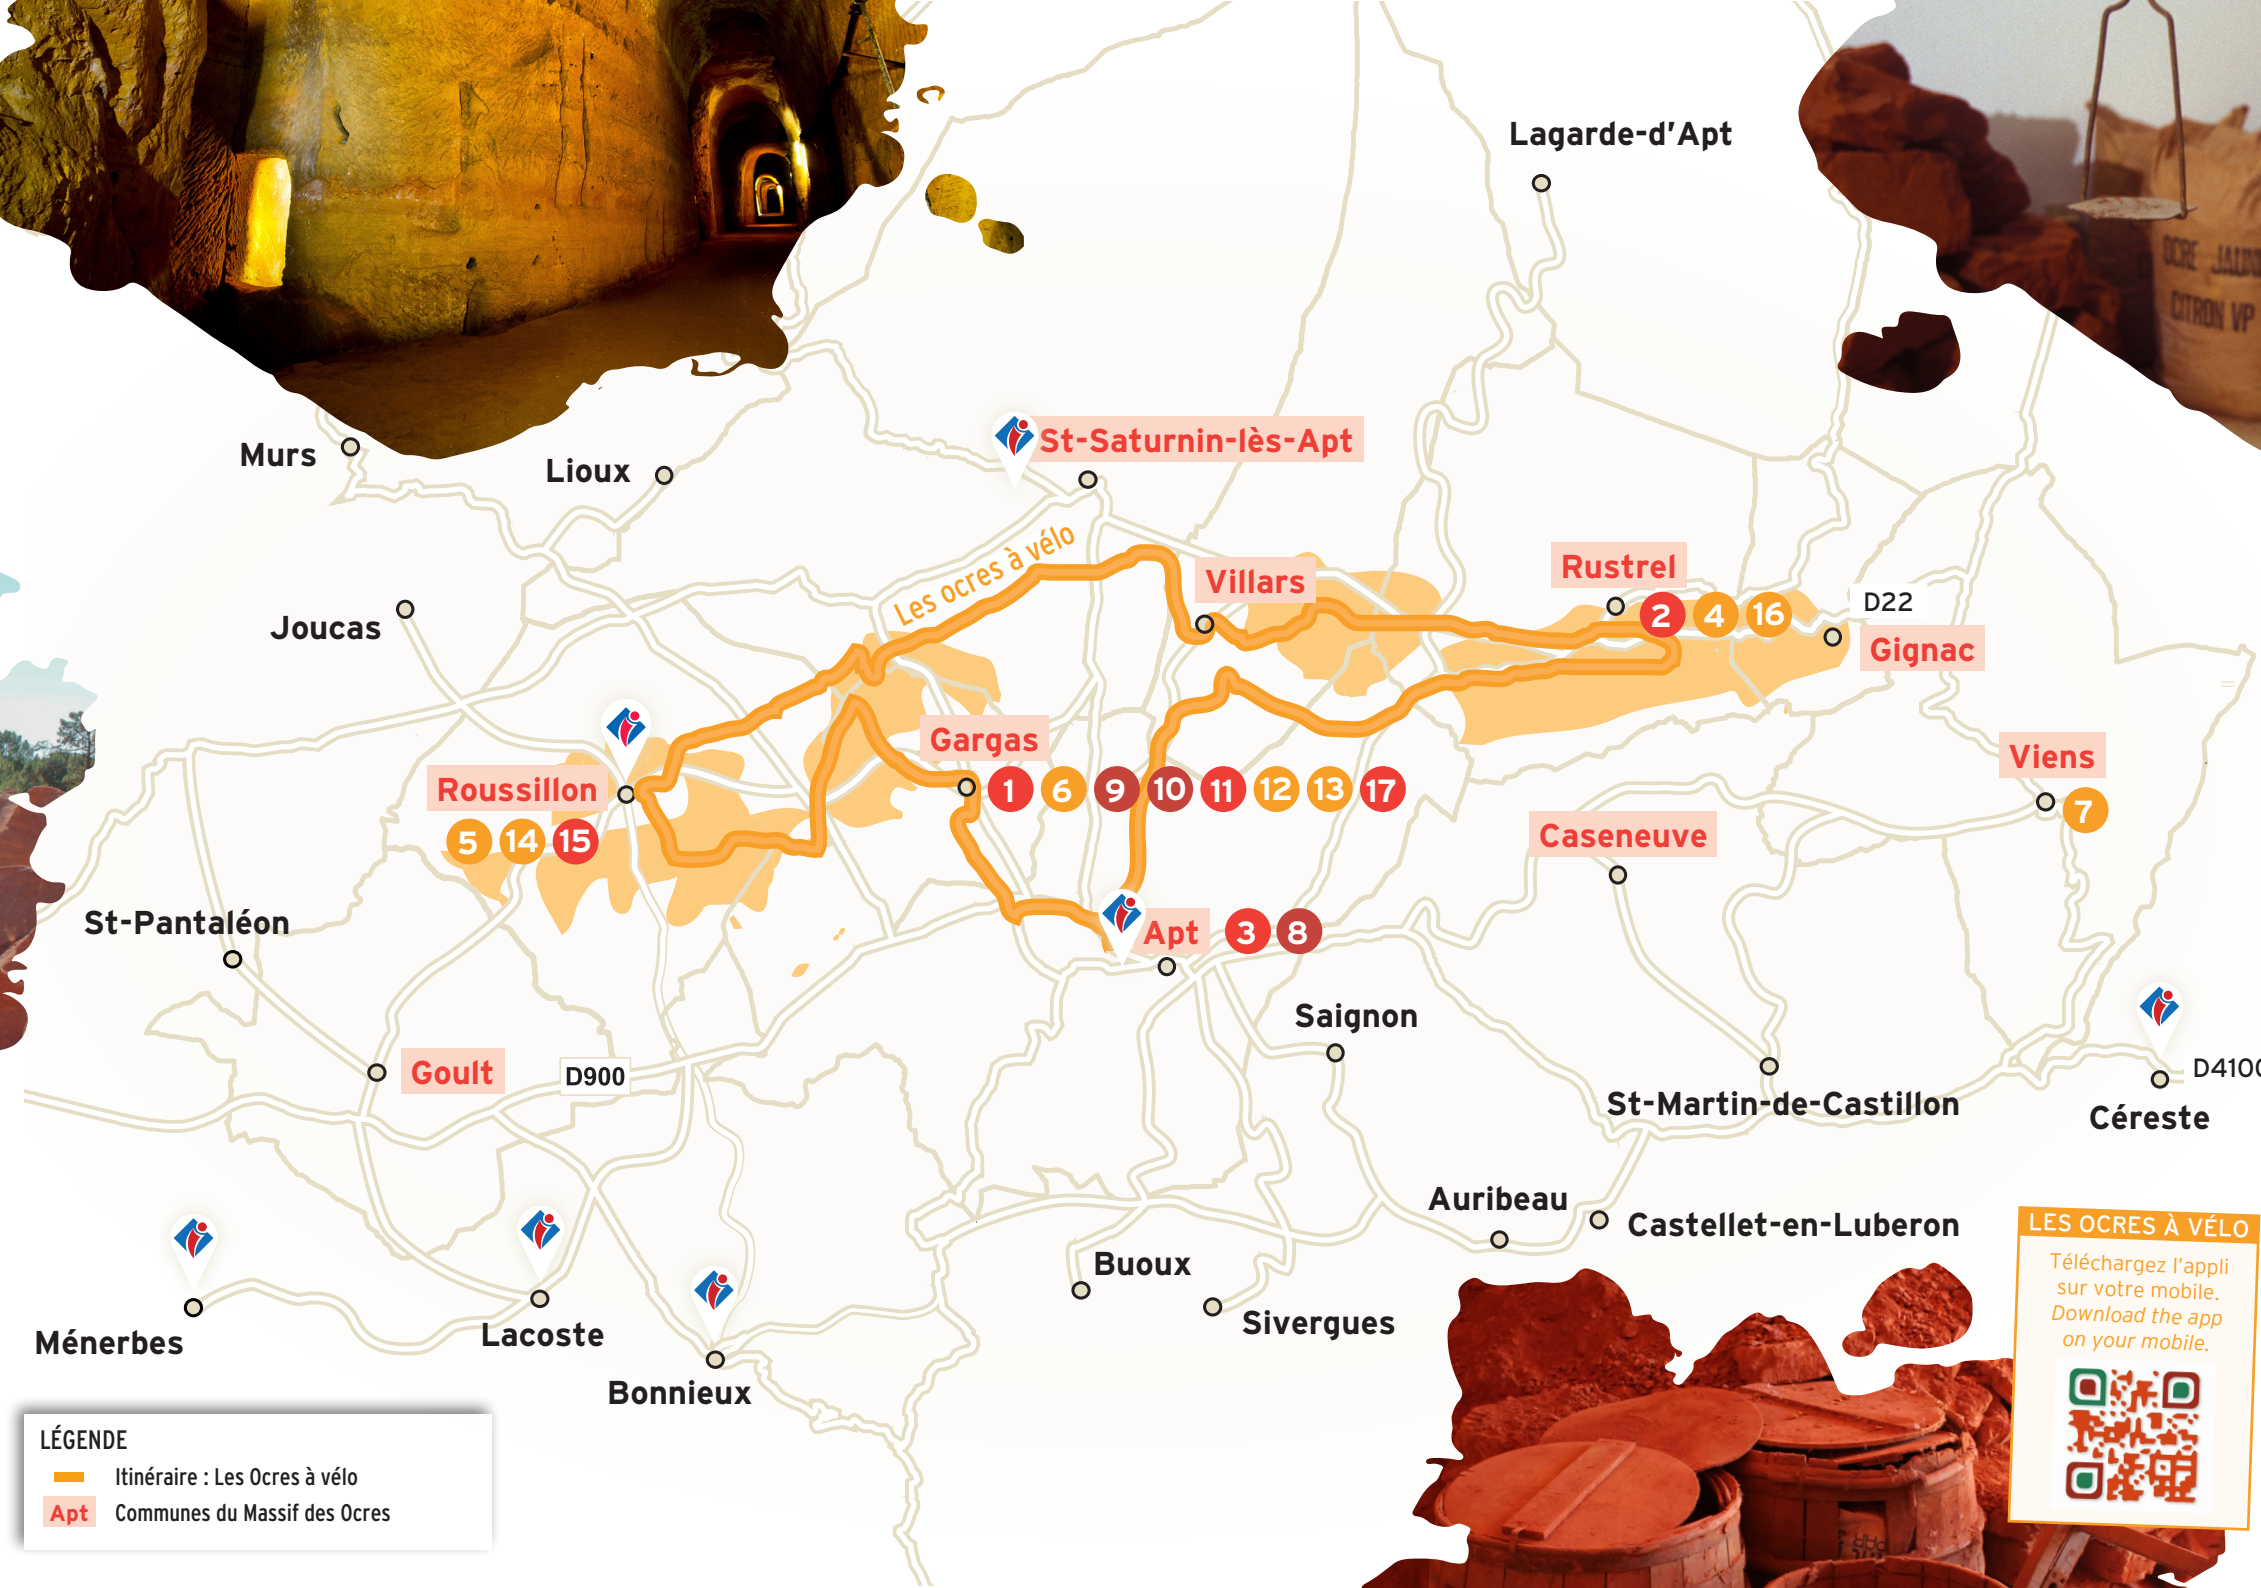 Lagarde-d'Apt
OCRE JAUNE
CITRON VP
Murs
Lioux
St-Saturnin-lès-Apt
Les ocres à vélo
Joucas
Villars
Rustrel
2 4 16
D22
Gignac
Gargas
1 6 9 10 11 12 13 17
Viens
7
Roussillon
5 14 15
Caseneuve
St-Pantaléon
Apt 3 8
Saignon
Goult
D900
St-Martin-de-Castillon
D4100
Céreste
Auribeau
Castellet-en-Luberon
Buoux
Sivergues
Ménerbes
Lacoste
Bonnieux
LES OCRES À VÉLO
Téléchargez l'appli
sur votre mobile.
Download the app
on your mobile.
LÉGENDE
Itinéraire : Les Ocres à vélo
Apt Communes du Massif des Ocres